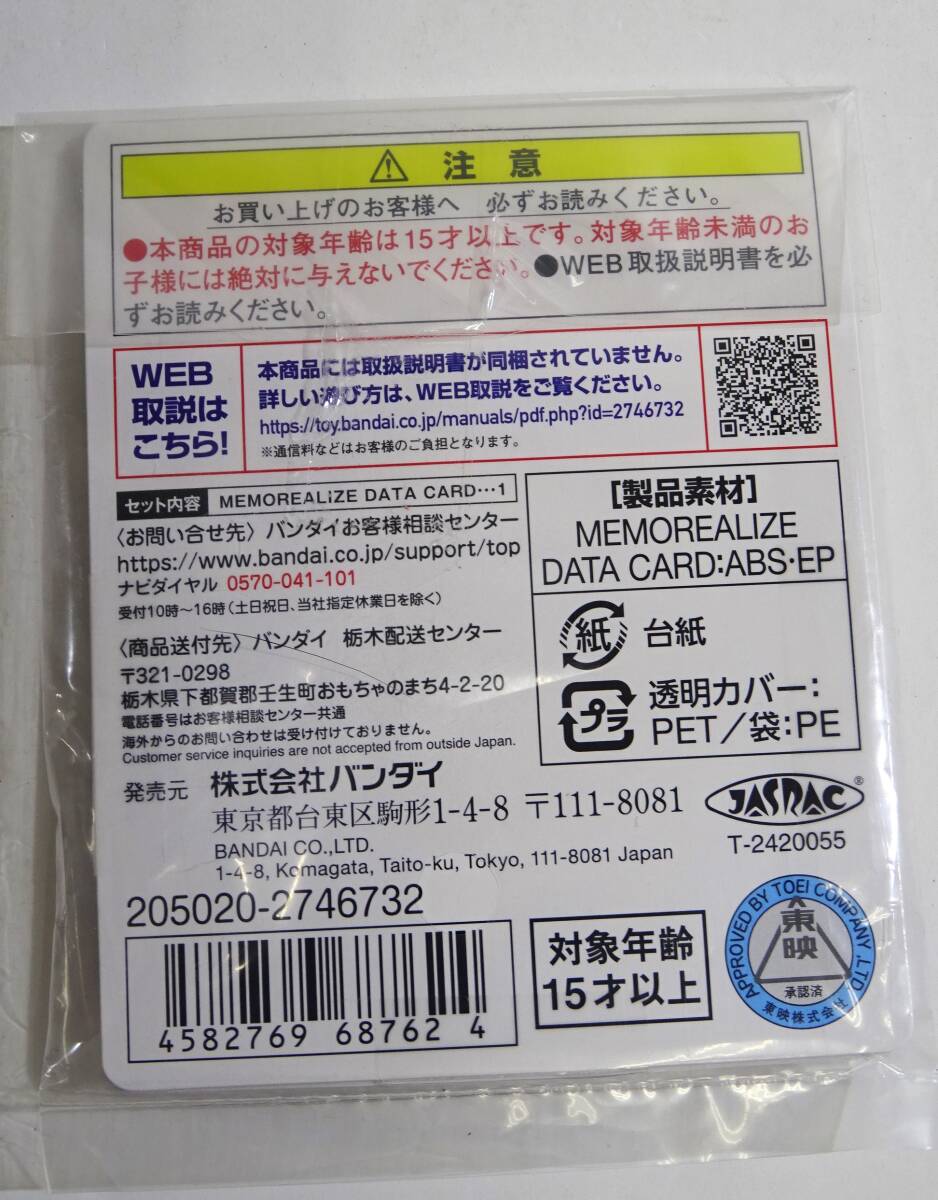 ⚠ 注意
お買い上げのお客様へ 必ずお読みください。
●本商品の対象年齢は15才以上です。対象年齢未満のお
子様には絶対に与えないでください。●WEB取扱説明書を必
ずお読みください。
WEB
取説は
こちら!
本商品には取扱説明書が同梱されていません。
詳しい遊び方は、WEB取説をご覧ください。
https://toy.bandai.co.jp/manuals/pdf.php?id=2746732
※通信料などはお客様のご負担となります。
セット内容 MEMOREALIZE DATA CARD…1
〈お問い合せ先〉バンダイお客様相談センター
https://www.bandai.co.jp/support/top
ナビダイヤル 0570-041-101
受付10時〜16時(土日祝日、当社指定休業日を除く)
〈商品送付先〉バンダイ 栃木配送センター
〒321-0298
栃木県下都賀郡壬生町おもちゃのまち4-2-20
電話番号はお客様相談センター共通
海外からのお問い合わせは受け付けておりません。
Customer service inquiries are not accepted from outside Japan.
[製品素材]
MEMOREALIZE
DATA CARD:ABS・EP
紙 台紙
プラ 透明カバー:
PET/袋:PE
発売元 株式会社バンダイ
東京都台東区駒形1-4-8 〒111-8081
BANDAI CO.,LTD.
1-4-8, Komagata, Taito-ku, Tokyo, 111-8081 Japan
JASRAC®
T-2420055
205020-2746732
4582769 687624
対象年齢
15才以上
APPROVED BY TOEI COMPANY,LTD
東映
承認済
東映株式会社